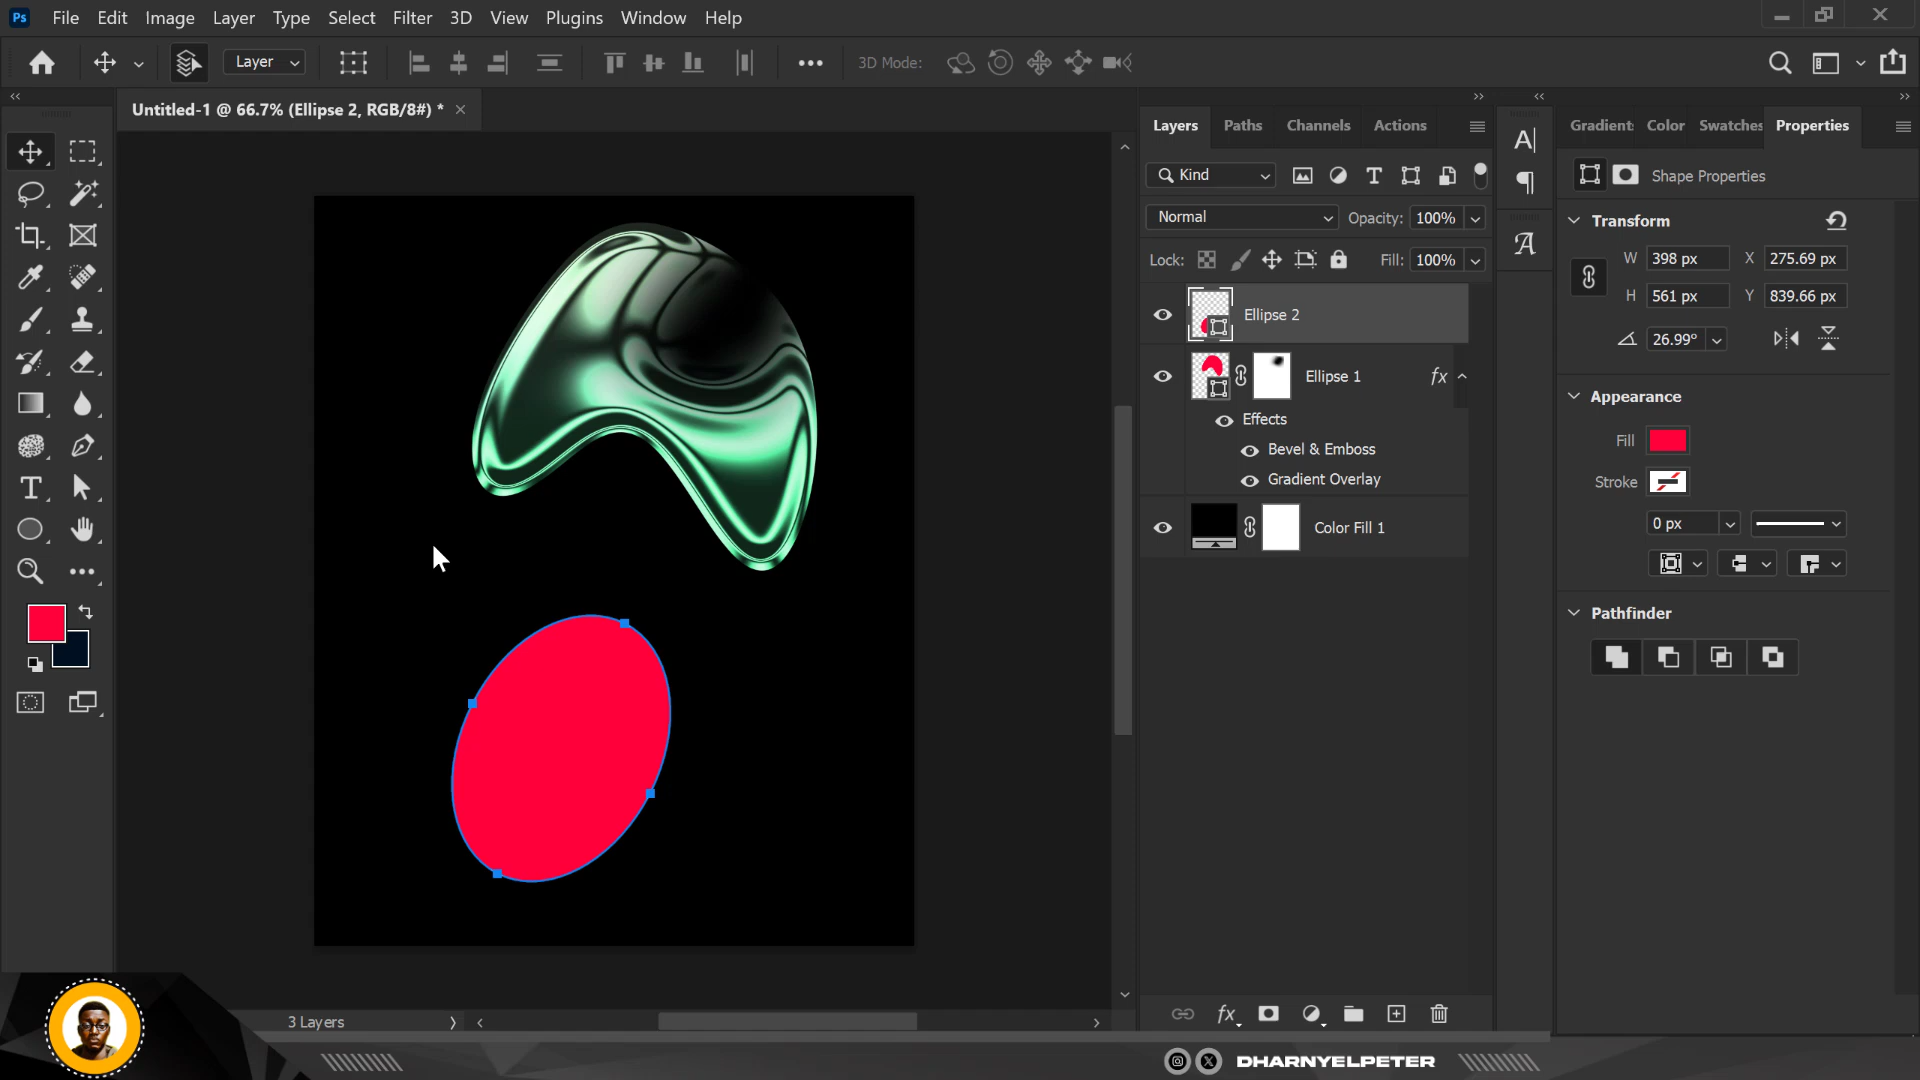 Ps File Edit Image Layer Type Select Filter 3D View Plugins Window Help
Layer 3D Mode:
Untitled-1 @ 66.7% (Ellipse 2, RGB/8#) *
Layers Paths Channels Actions
Gradient Color Swatches Properties
Kind
Shape Properties
Normal Opacity: 100%
Transform
Lock: Fill: 100%
W 398 px X 275.69 px
H 561 px Y 839.66 px
Ellipse 2
26.99°
Ellipse 1 fx
Appearance
Effects
Fill
Bevel & Emboss
Gradient Overlay
Stroke
Color Fill 1
0 px
Pathfinder
3 Layers
fx
DHARNYELPETER